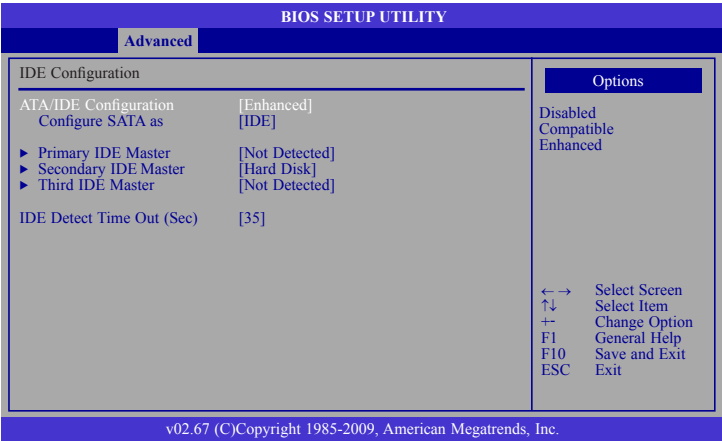 BIOS SETUP UTILITY
Advanced
IDE Configuration
ATA/IDE Configuration [Enhanced]
Configure SATA as [IDE]
► Primary IDE Master [Not Detected]
► Secondary IDE Master [Hard Disk]
► Third IDE Master [Not Detected]
IDE Detect Time Out (Sec) [35]
Options
Disabled
Compatible
Enhanced
←→ Select Screen
↑↓ Select Item
+- Change Option
F1 General Help
F10 Save and Exit
ESC Exit
v02.67 (C)Copyright 1985-2009, American Megatrends, Inc.